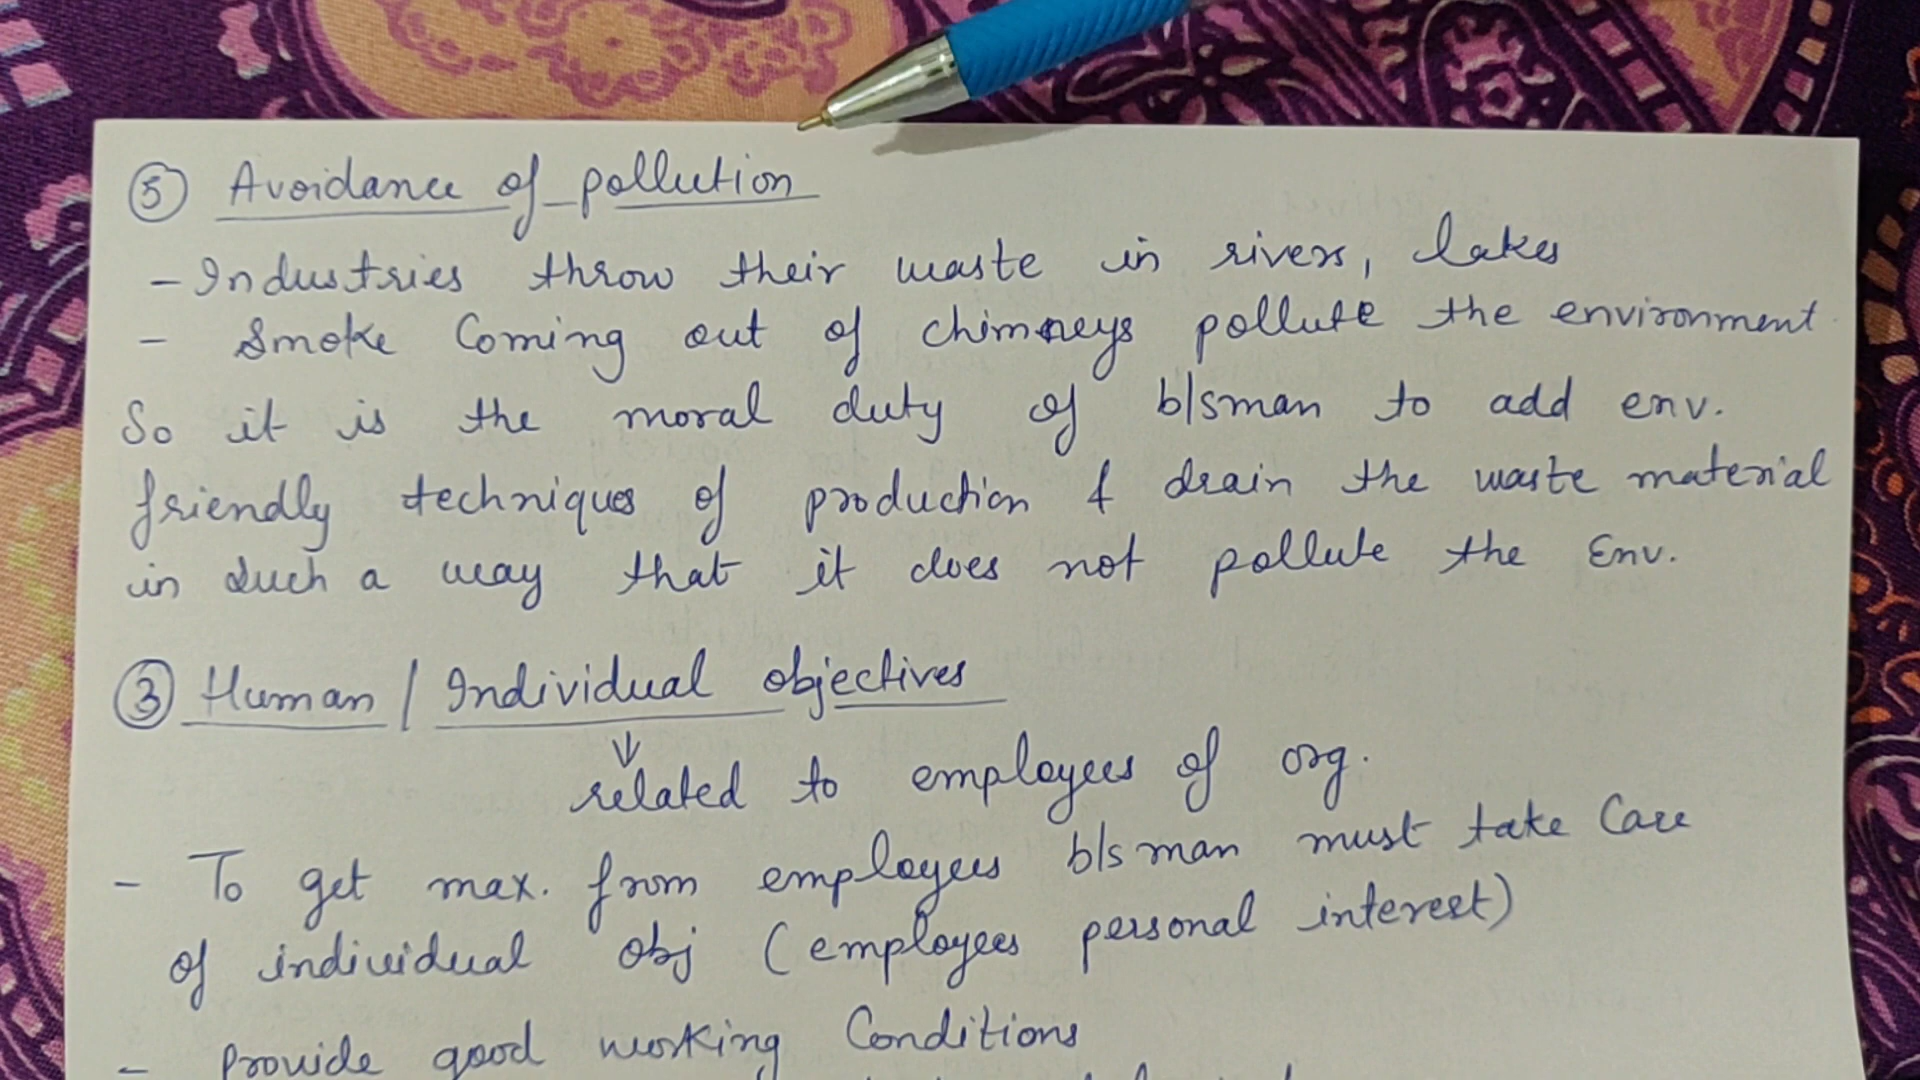 ⑤ Avoidance of pollution
- Industries throw their waste in rivers, lakes
- Smoke Coming out of chimneys pollute the environment
So it is the moral duty of b/sman to add env.
friendly techniques of production & drain the waste material
in such a way that it does not pollute the Env.
③ Human / Individual objectives
↓
related to employees of org.
- To get max. from employees b/sman must take Care
of individual obj (employees personal interest)
- Provide good working Conditions